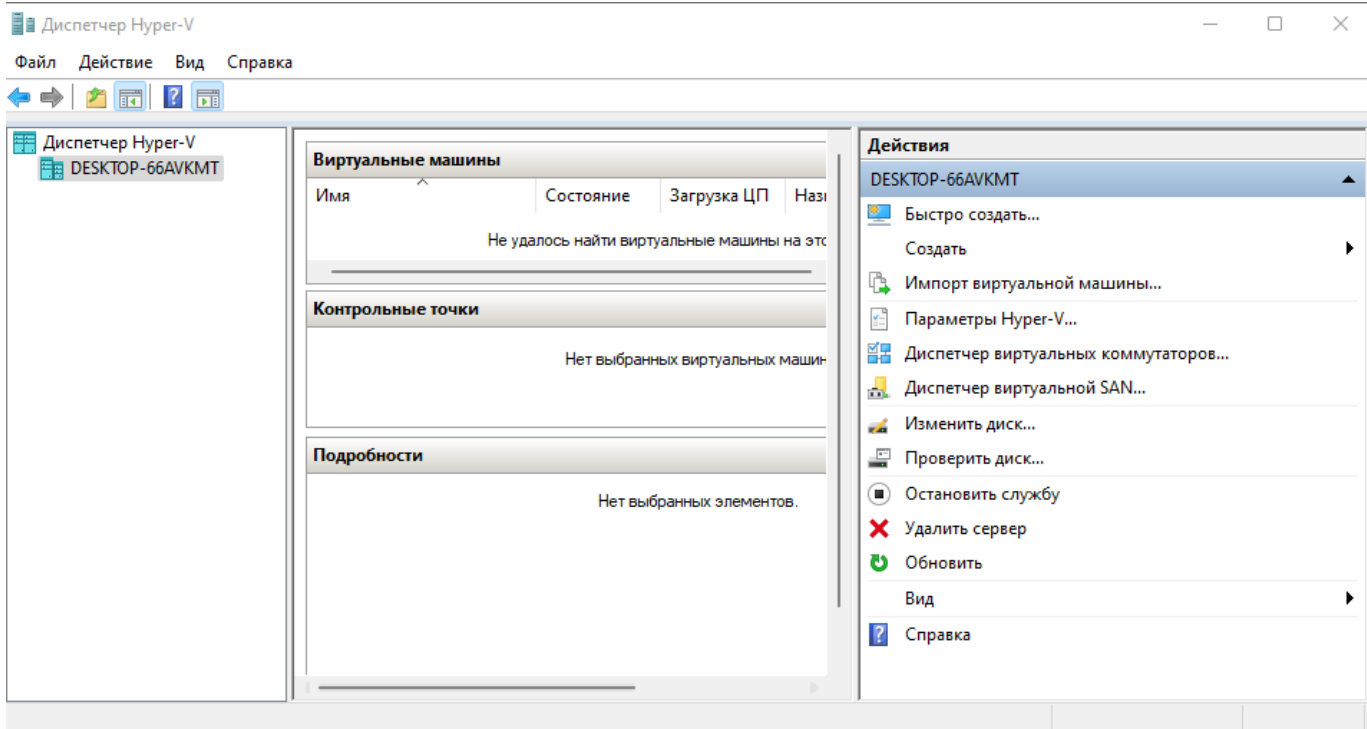 Диспетчер Hyper-V
Файл Действие Вид Справка
Диспетчер Hyper-V
DESKTOP-66AVKMT
Виртуальные машины
Имя Состояние Загрузка ЦП
Не удалось найти виртуальные машины на
Контрольные точки
Нет выбранных виртуальных
Подробности
Нет выбранных элементов.
Действия
DESKTOP-66AVKMT
Быстро создать...
Создать
Импорт виртуальной машины...
Параметры Hyper-V...
Диспетчер виртуальных коммутаторов...
Диспетчер виртуальной SAN...
Изменить диск...
Проверить диск...
Остановить службу
Удалить сервер
Обновить
Вид
Справка